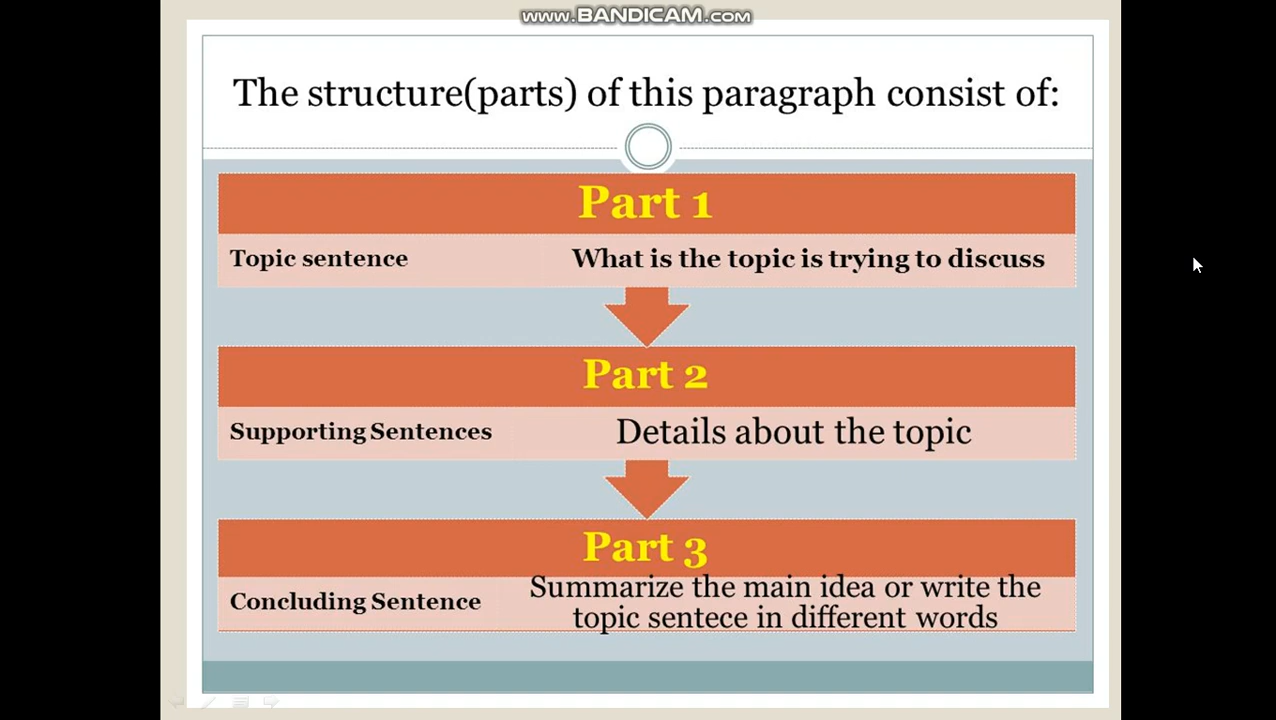 www.BANDICAM.com
The structure(parts) of this paragraph consist of:
Part 1
Topic sentence What is the topic is trying to discuss
Part 2
Supporting Sentences Details about the topic
Part 3
Concluding Sentence Summarize the main idea or write the
topic sentece in different words